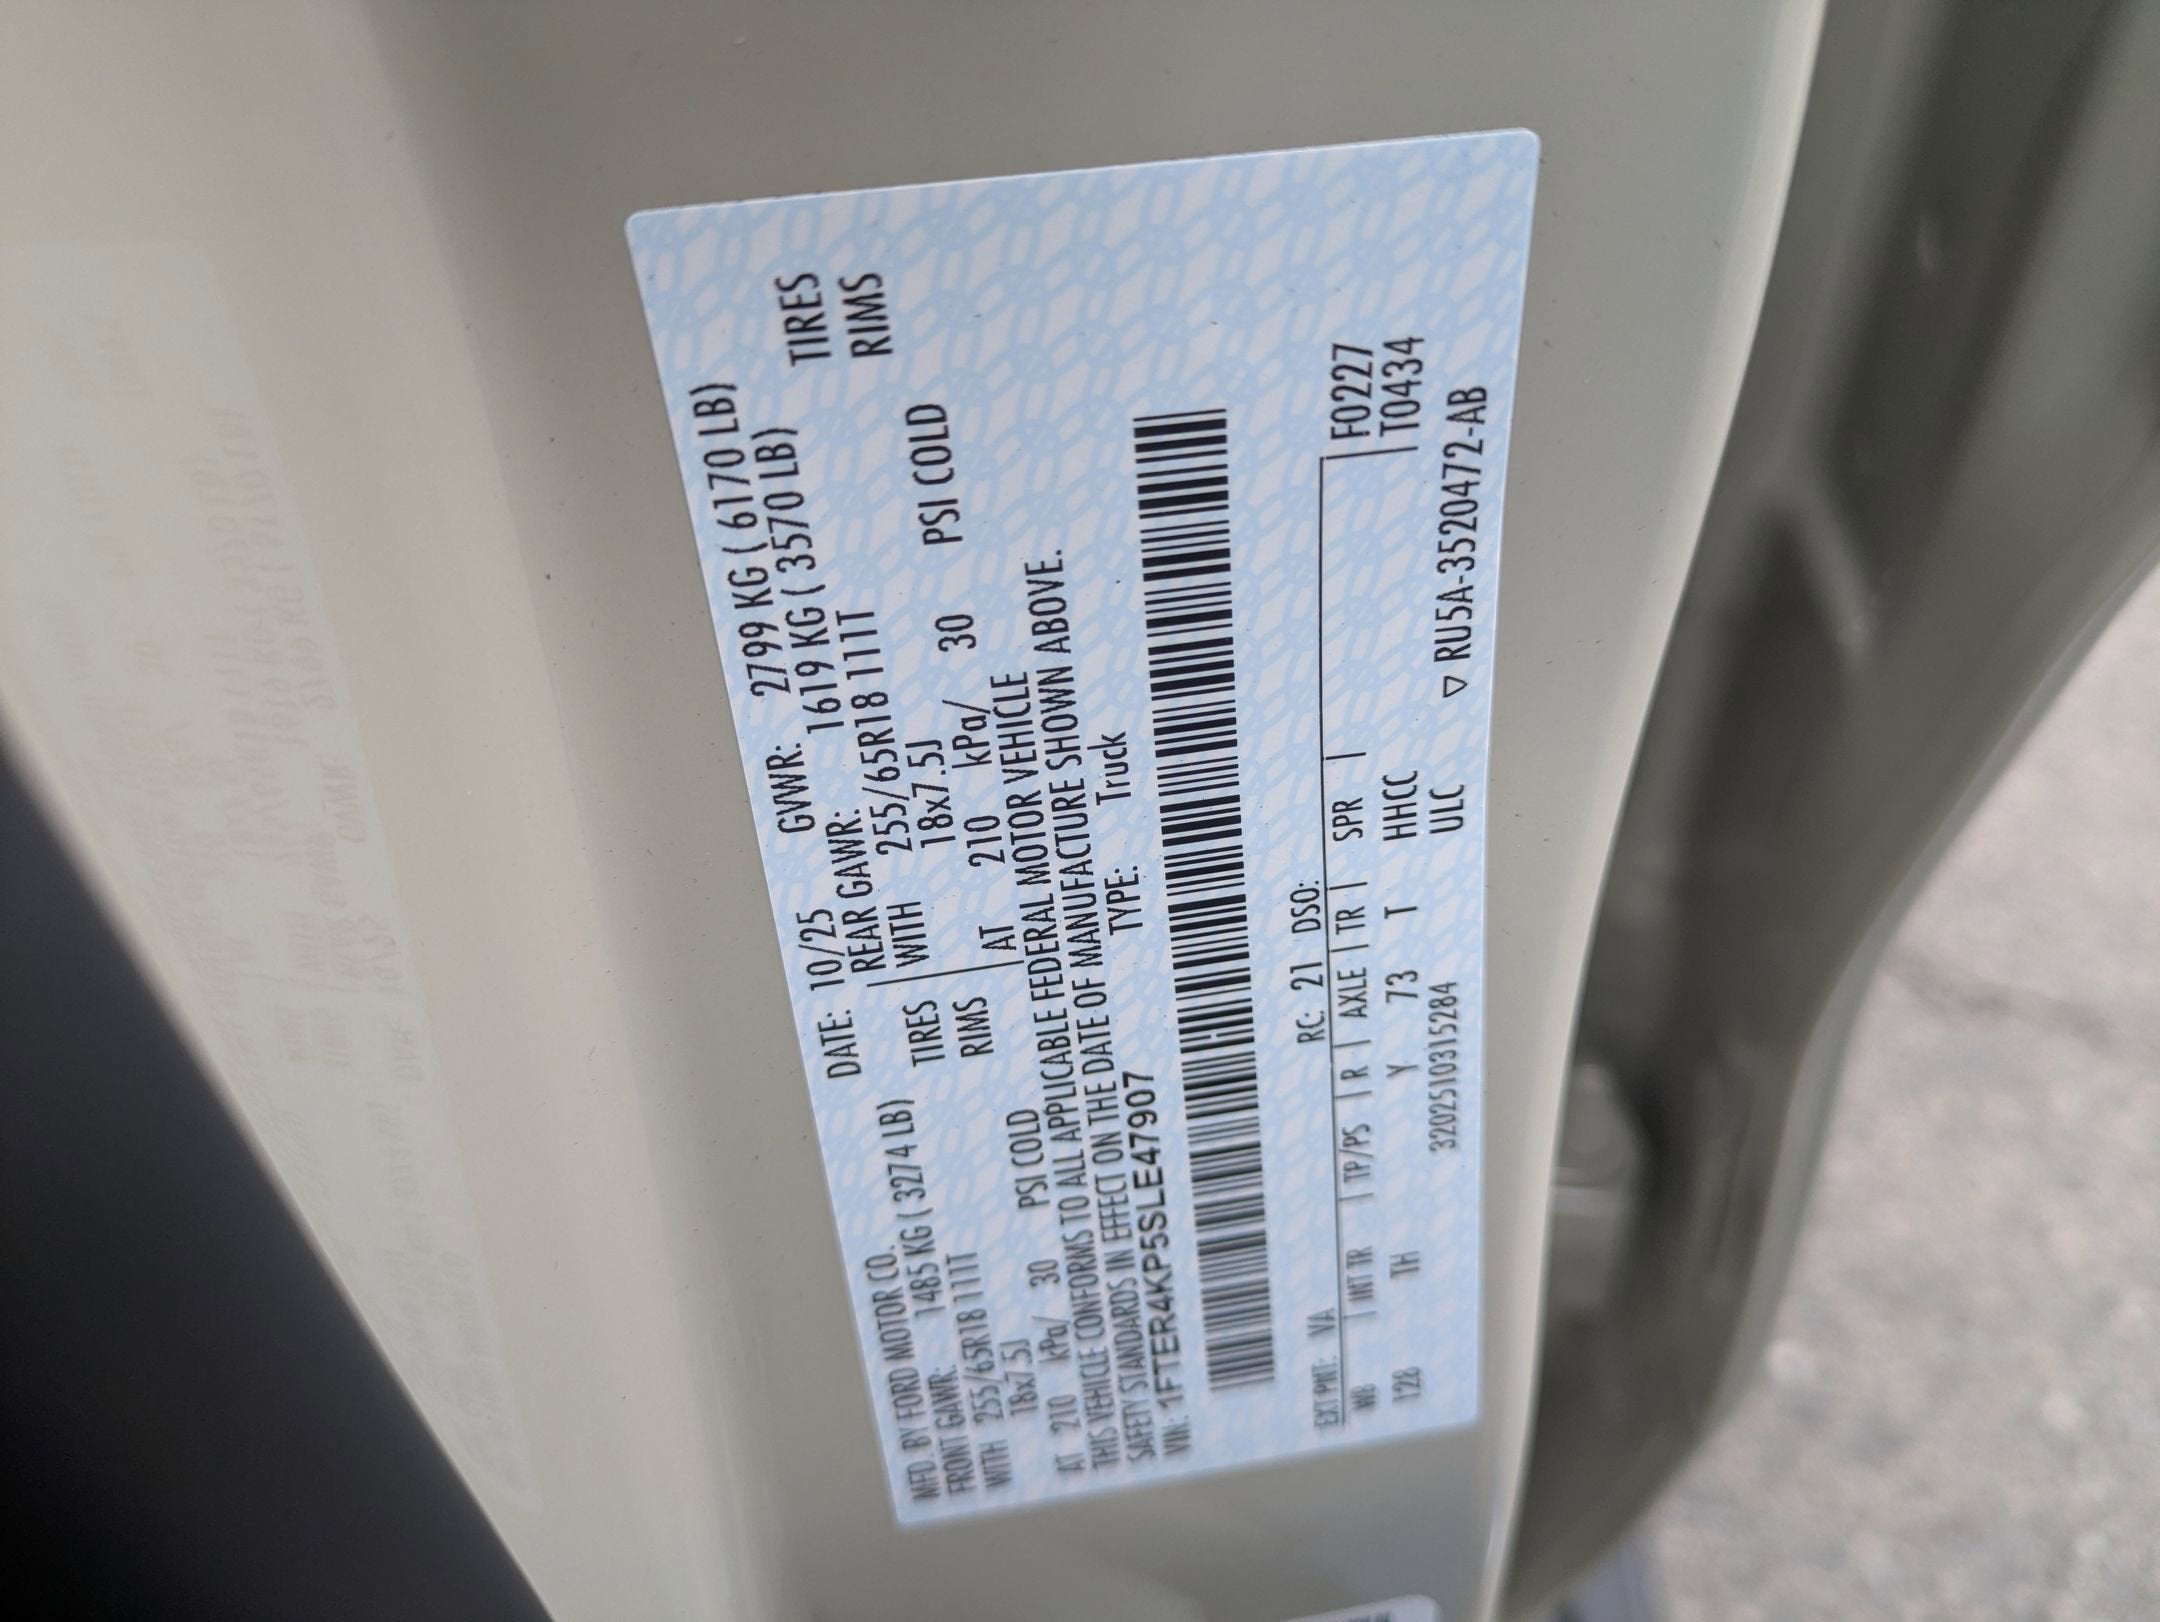 MFD. BY FORD MOTOR CO. DATE: 10/25 GVWR: 2799 KG ( 6170 LB)
FRONT GAWR: 1485 KG ( 3274 LB) REAR GAWR: 1619 KG ( 3570 LB)
WITH 255/65R18 111T TIRES WITH 255/65R18 111T TIRES
18x7.5J RIMS 18x7.5J RIMS
AT 210 kPa/ 30 PSI COLD AT 210 kPa/ 30 PSI COLD
THIS VEHICLE CONFORMS TO ALL APPLICABLE FEDERAL MOTOR VEHICLE
SAFETY STANDARDS IN EFFECT ON THE DATE OF MANUFACTURE SHOWN ABOVE.
VIN: 1FTER4KP5SLE47907 TYPE: Truck
EXT PNT: VA RC: 21 DSO:
WB INT TR TP/PS R AXLE TR SPR F0227
128 TH Y 73 T HHCC T0434
3202510315284 ULC ▽ RU5A-3520472-AB